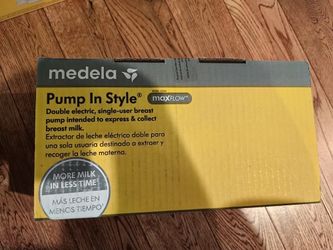 medela
Pump In Style®
maxFLOW™
Double electric, single-user breast
pump intended to express & collect
breast milk.
Extractor de leche eléctrico doble para
una sola usuaria destinado a extraer y
recoger la leche materna.
MORE MILK
IN LESS TIME
MÁS LECHE EN
MENOS TIEMPO